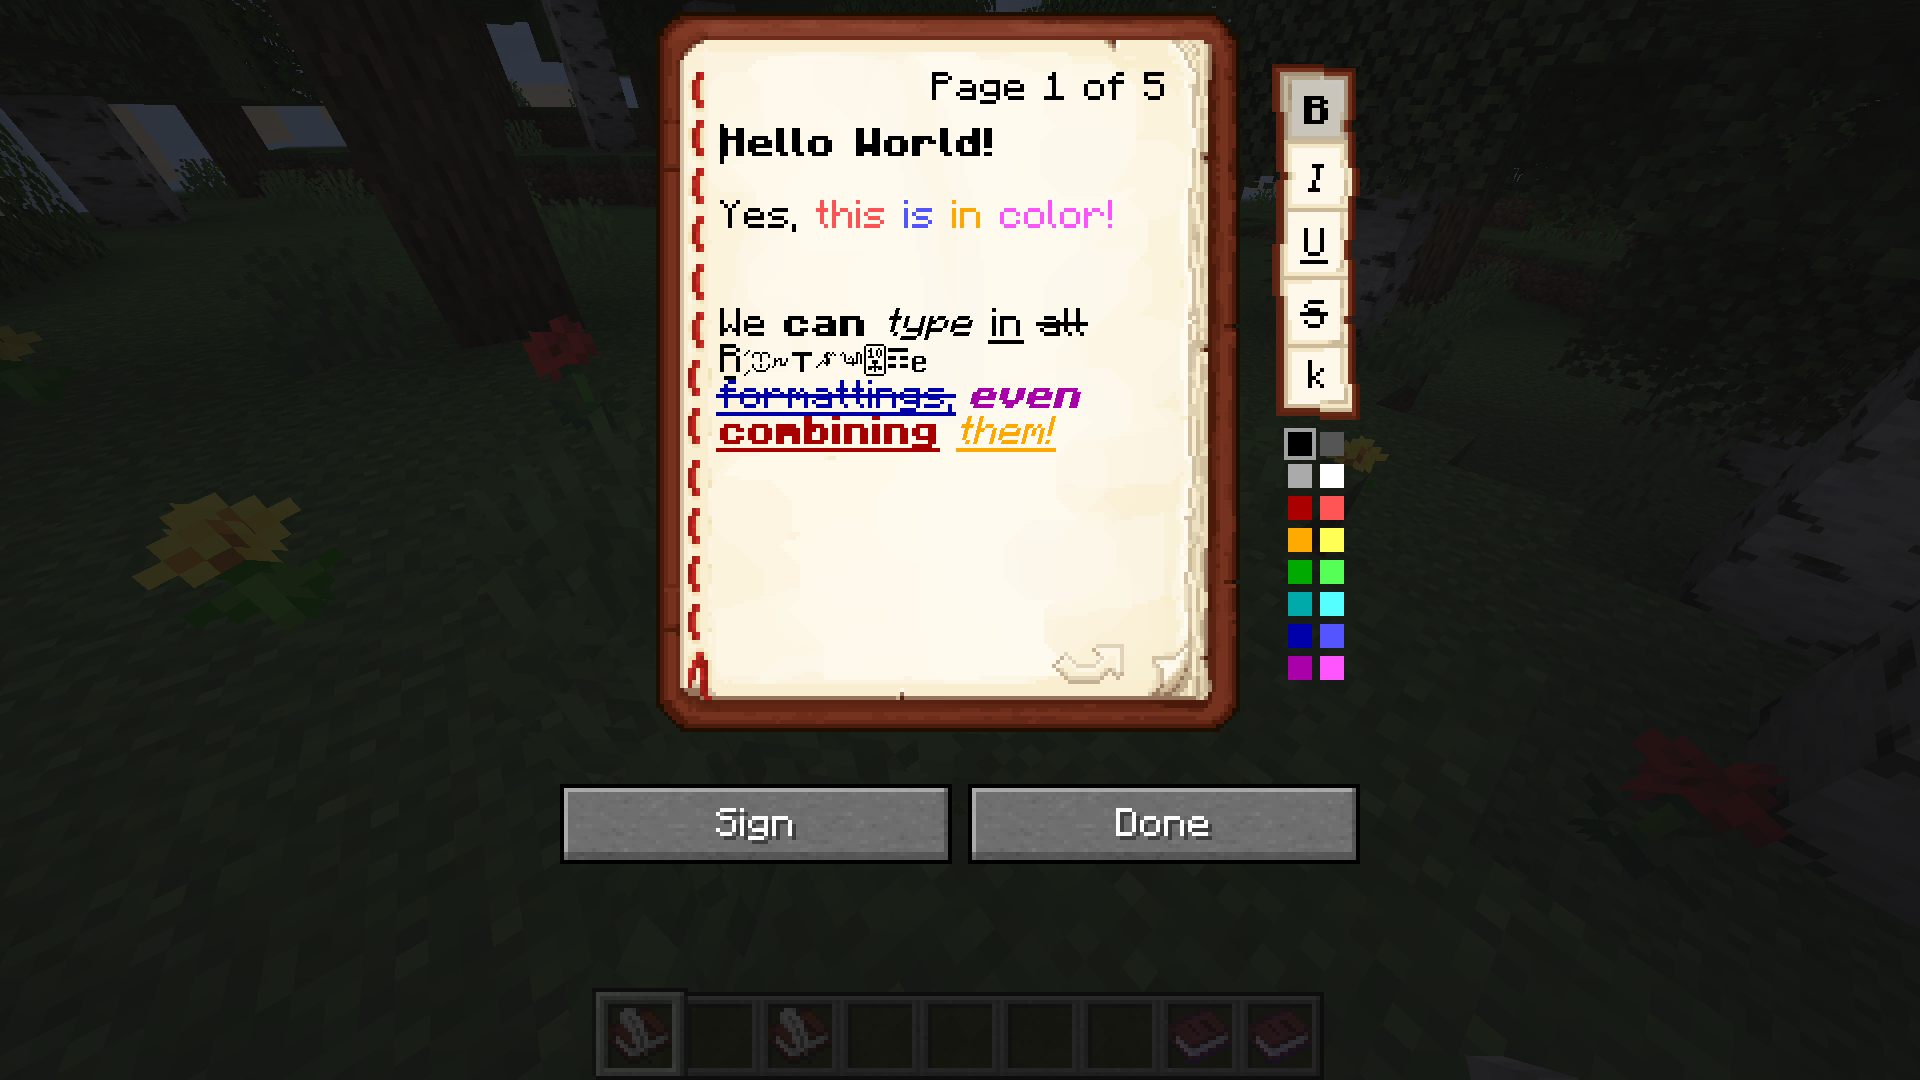 Page 1 of 5
Hello World!
Yes, this is in color!
We can type in all
formattings, even
combining them!
B
I
U
S
k
Sign
Done